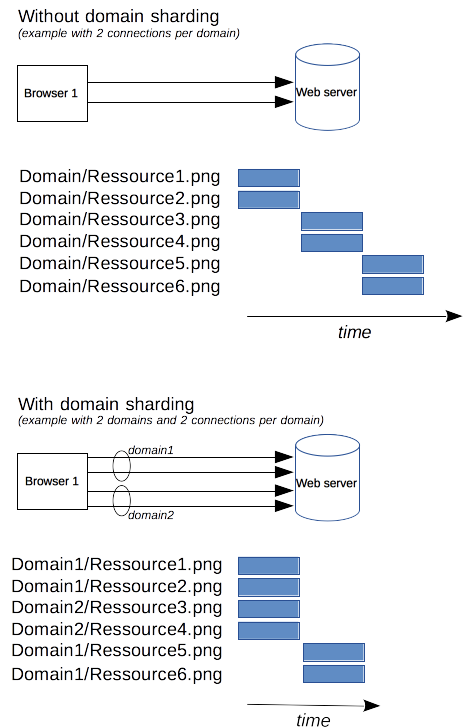 Without domain sharding
(example with 2 connections per domain)
Browser 1
Web server
Domain/Ressource1.png
Domain/Ressource2.png
Domain/Ressource3.png
Domain/Ressource4.png
Domain/Ressource5.png
Domain/Ressource6.png
time
With domain sharding
(example with 2 domains and 2 connections per domain)
domain1
Browser 1
Web server
domain2
Domain1/Ressource1.png
Domain1/Ressource2.png
Domain2/Ressource3.png
Domain2/Ressource4.png
Domain1/Ressource5.png
Domain1/Ressource6.png
time